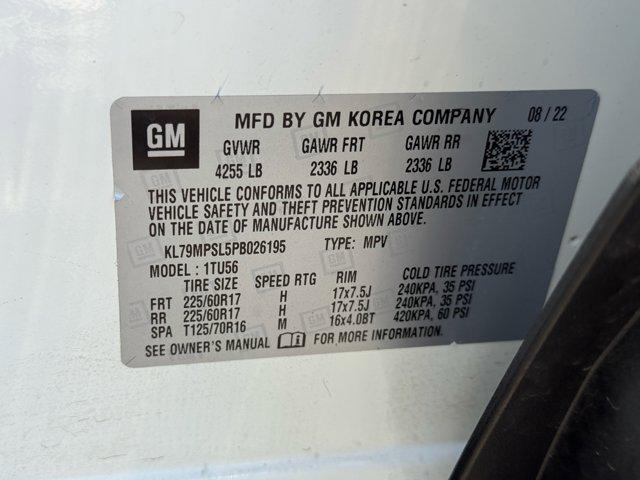 GM MFD BY GM KOREA COMPANY 08/22
GVWR GAWR FRT GAWR RR
4255 LB 2336 LB 2336 LB
THIS VEHICLE CONFORMS TO ALL APPLICABLE U.S. FEDERAL MOTOR
VEHICLE SAFETY AND THEFT PREVENTION STANDARDS IN EFFECT
ON THE DATE OF MANUFACTURE SHOWN ABOVE.
KL79MPSL5PB026195 TYPE: MPV
MODEL : 1TU56
TIRE SIZE SPEED RTG RIM COLD TIRE PRESSURE
FRT 225/60R17 H 17x7.5J 240KPA, 35 PSI
RR 225/60R17 H 17x7.5J 240KPA, 35 PSI
SPA T125/70R16 M 16x4.0BT 420KPA, 60 PSI
SEE OWNER'S MANUAL FOR MORE INFORMATION.